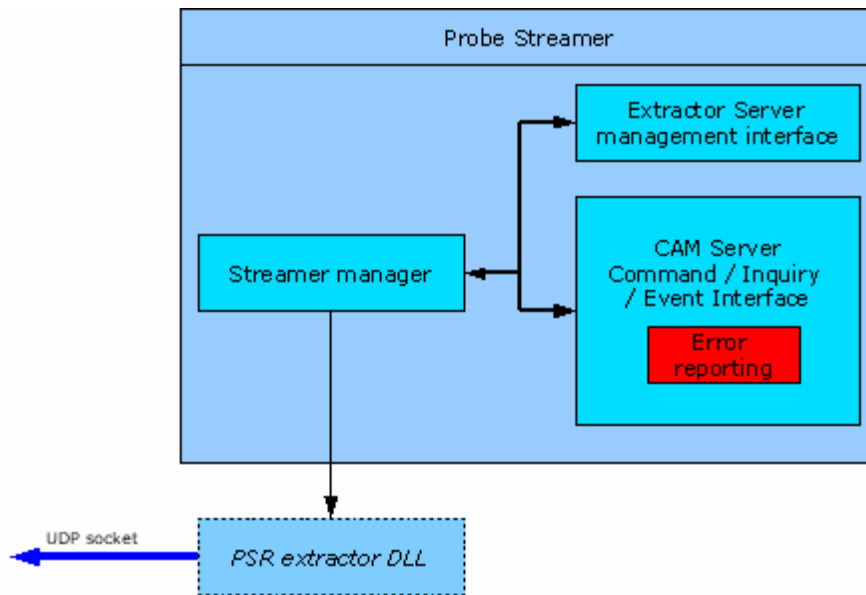 Probe Streamer
Extractor Server
management interface
Streamer manager
CAM Server
Command / Inquiry
/ Event Interface
Error
reporting
UDP socket
PSR extractor DLL